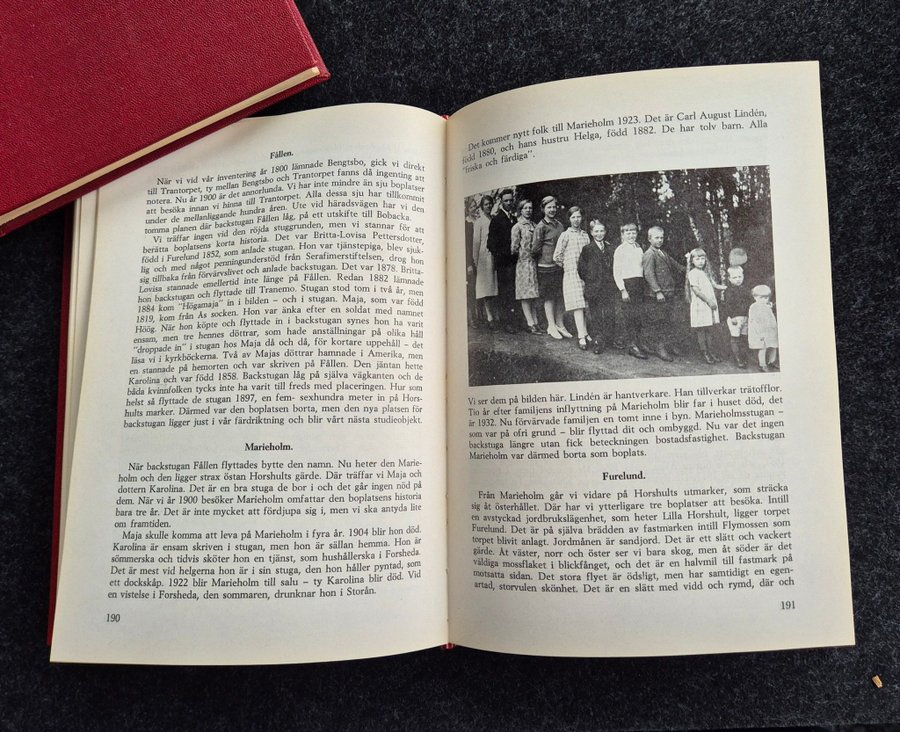 Fållen.
När vi vid vår inventering år 1800 lämnade Bengtsbo, gick vi direkt
till Trantorpet, ty mellan Bengtsbo och Trantorpet fanns då ingenting att
notera. Nu år 1900 är det annorlunda. Vi har inte mindre än sju boplatser
att besöka innan vi hinna till Trantorpet. Alla dessa sju har tillkommit
under de mellanliggande hundra åren. Ute vid häradsvägen har vi den
tomma planen där backstugan Fållen låg, på ett utskifte till Bobacka.
Vi träffar ingen vid den röjda stuggrunden, men vi stannar för att
berätta boplatsens korta historia. Det var Britta-Lovisa Pettersdotter,
född i Furelund 1852, som anlade stugan. Hon var tjänstepiga, blev sjuk-
lig och med något penningunderstöd från Serafimerstiftelsen, drog hon
sig tillbaka från förvärvslivet och anlade backstugan. Det var 1878. Britta-
Lovisa stannade emellertid inte länge på Fållen. Redan 1882 lämnade
hon backstugan och flyttade till Tranemo. Stugan stod tom i två år, men
1884 kom "Högamaja" in i bilden – och i stugan. Maja, som var född
1819, kom från Ås socken. Hon var änka efter en soldat med namnet
Höög. När hon köpte och flyttade in i backstugan synes hon ha varit
ensam, men tre hennes döttrar, som hade anställningar på olika håll
"droppade in" i stugan hos Maja då och då, för kortare uppehåll – det
läsa vi i kyrkböckerna. Två av Majas döttrar hamnade i Amerika, men
en stannade på hemorten och var skriven på Fållen. Den jäntan hette
Karolina och var född 1858. Backstugan låg på själva vägkanten och de
båda kvinnfolken tycks inte ha varit till freds med placeringen. Hur som
helst så flyttade de stugan 1897, en fem- sexhundra meter in på Hors-
hults marker. Därmed var den boplatsen borta, men den nya platsen för
backstugan ligger just i vår färdriktning och blir vårt nästa studieobjekt.
Marieholm.
När backstugan Fållen flyttades bytte den namn. Nu heter den Marie-
holm och den ligger strax östan Horshults gärde. Där träffar vi Maja och
dottern Karolina. Det är en bra stuga de bor i och det går ingen nöd på
dem. När vi år 1900 besöker Marieholm omfattar den boplatsens historia
bara tre år. Det är inte mycket att fördjupa sig i, men vi ska antyda lite
om framtiden.
Maja skulle komma att leva på Marieholm i fyra år. 1904 blir hon död.
Karolina är ensam skriven i stugan, men hon är sällan hemma. Hon är
sömmerska och tidvis sköter hon en tjänst, som hushållerska i Forsheda.
Det är mest vid helgerna hon är i sin stuga, den hon håller pyntad, som
ett dockskåp. 1922 blir Marieholm till salu – ty Karolina blir död. Vid
en vistelse i Forsheda, den sommaren, drunknar hon i Storån.
190
Det kommer nytt folk till Marieholm 1923. Det är Carl August Lindén,
född 1880, och hans hustru Helga, född 1882. De har tolv barn. Alla
"friska och färdiga".
Vi ser dem på bilden här. Lindén är hantverkare. Han tillverkar trätofflor.
Tio år efter familjens inflyttning på Marieholm blir far i huset död, det
är 1932. Nu förvärvade familjen en tomt inne i byn. Marieholmsstugan –
som var på ofri grund – blir flyttad dit och ombyggd. Nu var det ingen
backstuga längre utan fick beteckningen bostadsfastighet. Backstugan
Marieholm var därmed borta som boplats.
Furelund.
Från Marieholm går vi vidare på Horshults utmarker, som sträcka
sig åt österhållet. Där har vi ytterligare tre boplatser att besöka. Intill
en avstyckad jordbrukslägenhet, som heter Lilla Horshult, ligger torpet
Furelund. Det är på själva brädden av fastmarken intill Flymossen som
torpet blivit anlagt. Jordmånen är sandjord. Det är ett slätt och vackert
gärde. Åt väster, norr och öster ser vi bara skog, men åt söder är det
väldiga mossflaket i blickfånget, och det är en halvmil till fastmark på
motsatta sidan. Det stora flyet är ödsligt, men har samtidigt en egen-
artad, storvulen skönhet. Det är en slätt med vidd och rymd, där och
191